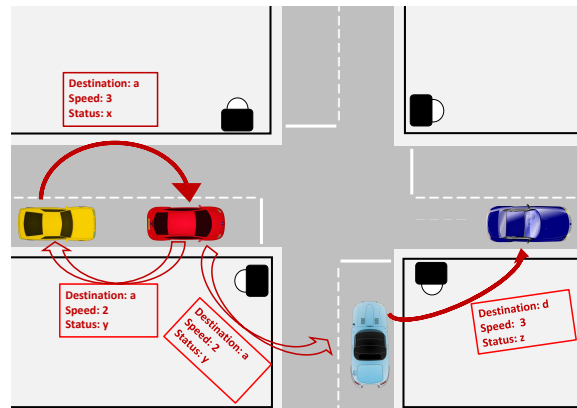 Destination: a
Speed: 3
Status: x
Destination: a
Speed: 2
Status: y
Destination: a
Speed: 2
Status: y
Destination: d
Speed: 3
Status: z